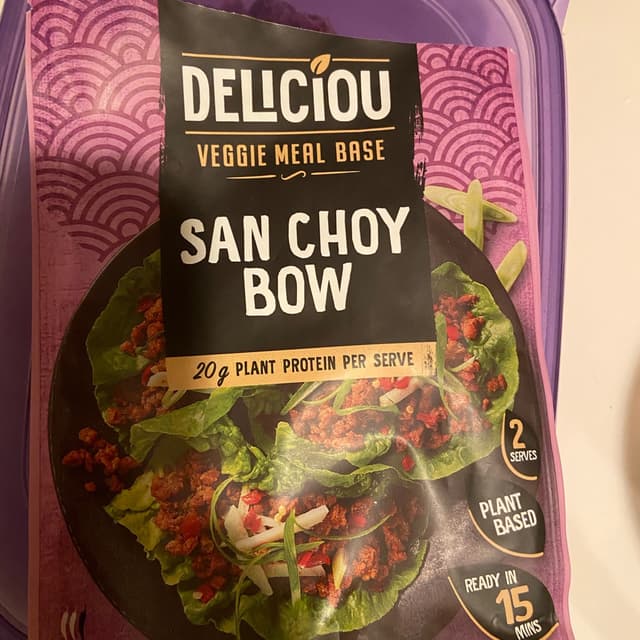 DELICIOU
VEGGIE MEAL BASE
SAN CHOY
BOW
20g PLANT PROTEIN PER SERVE
2
SERVES
PLANT
BASED
READY IN
15
MINS